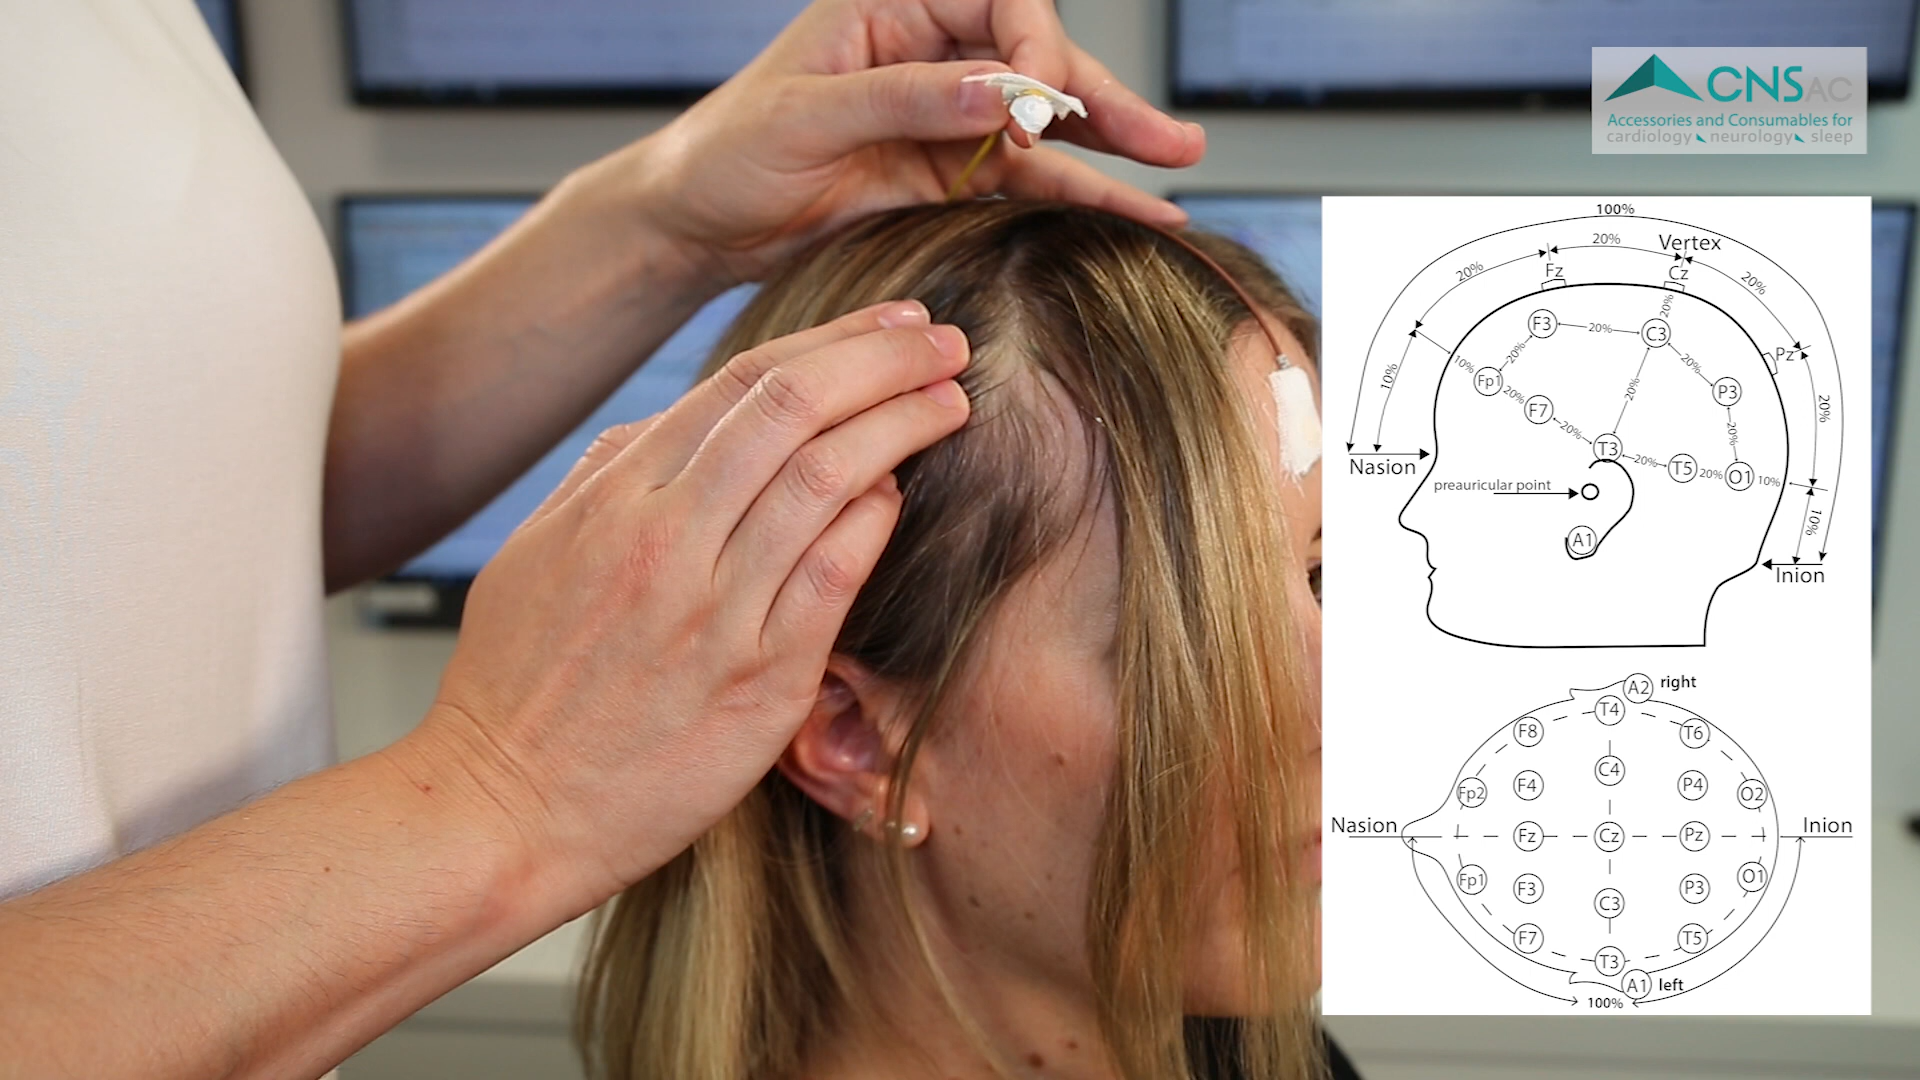 CNSAC
Accessories and Consumables for
cardiology neurology sleep
100%
20%
Vertex
20%
Fz
Cz
20%
20%
F3
20%
C3
10%
10%
20%
Pz
Fp1
20%
F7
20%
20%
20%
P3
20%
20%
T3
20%
T5
20%
O1
10%
Nasion
preauricular point
10%
A1
Inion
A2
right
T4
F8
T6
C4
Fp2
F4
P4
O2
Nasion
Fz
Cz
Pz
Inion
Fp1
F3
C3
P3
O1
F7
T3
T5
A1
left
100%